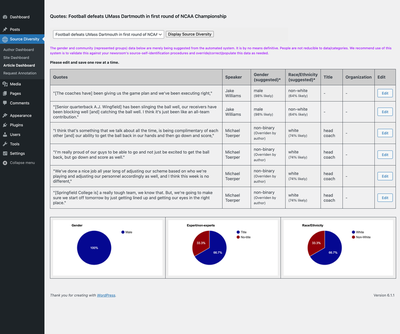 Dashboard
Posts
Source Diversity
Author Dashboard
Site Dashboard
Article Dashboard
Request Annotation
Media
Pages
Comments
Appearance
Plugins
Users
Tools
Settings
Collapse menu
Quotes: Football defeats UMass Dartmouth in first round of NCAA Championship
Football defeats UMass Dartmouth in first round of NCAA
Display Source Diversity
The gender and community (represented groups) data below are merely being suggested from the automated system. It is by no means definitive. People are not reducible to data/categories. We recommend use of this
system is to validate this against your newsroom's source self-identification procedures and override/correct/populate this data as needed.
Please edit and save one row at a time.
Quotes Speaker Gender (suggested)* Race/Ethnicity (suggested)* Title Organization Edit
"[The coaches have] been giving us the game plan and we've been executing right,"
Jake Williams
male
(98% likely)
non-white
(84% likely)
-
-
Edit
"[Senior quarterback A.J. Wingfield] has been slinging the ball well, our receivers have
been blocking well [and] catching the ball well. I think it's just been like an all-team
contribution."
Jake Williams
male
(98% likely)
non-white
(84% likely)
-
-
Edit
"I think that's something that we talk about all the time, is being complimentary of each
other [and] our ability to get the ball back in our hands and then go down and score."
Michael Tserper
non-binary
(Overriden by
author)
white
(74% likely)
head
coach
-
Edit
"I'm really proud of our guys to be able to go and not just be excited to get the ball
back, but go down and score as well."
Michael Tserper
non-binary
(Overriden by
author)
white
(74% likely)
head
coach
-
Edit
"We've done a nice job all year long of adjusting our scheme based on who we're
playing and adjusting our personnel accordingly as well, and I think this week is no
different,"
Michael Tserper
non-binary
(Overriden by
author)
white
(74% likely)
head
coach
-
Edit
"[Springfield College is] a really tough team, we know that. But, we're going to make
sure we start off tomorrow by just getting lined up and getting our eyes in the right
place."
Michael Tserper
non-binary
(Overriden by
author)
white
(74% likely)
head
coach
-
Edit
Gender
100%
Male
Expertise-experts
33.3%
66.7%
Title
No title
Race/Ethnicity
33.3%
66.7%
White
Non-White
Thank you for creating with WordPress.
Version 6.1.1